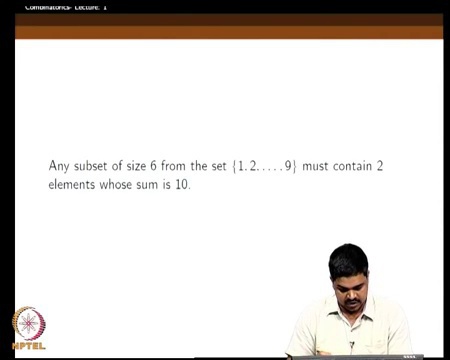 Combinatorics- Lecture: 1
Any subset of size 6 from the set {1, 2, . . . , 9} must contain 2
elements whose sum is 10.
NPTEL